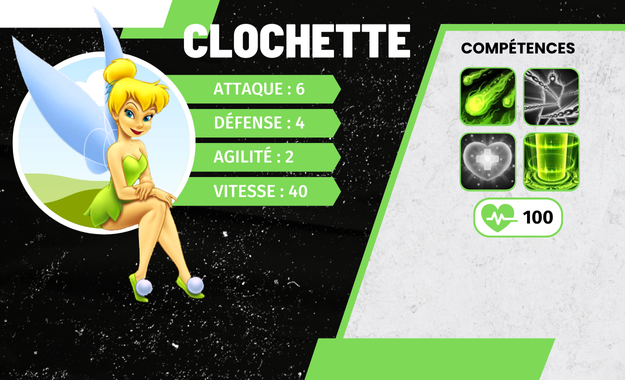 CLOCHETTE
ATTAQUE : 6
DÉFENSE : 4
AGILITÉ : 2
VITESSE : 40
COMPÉTENCES
100